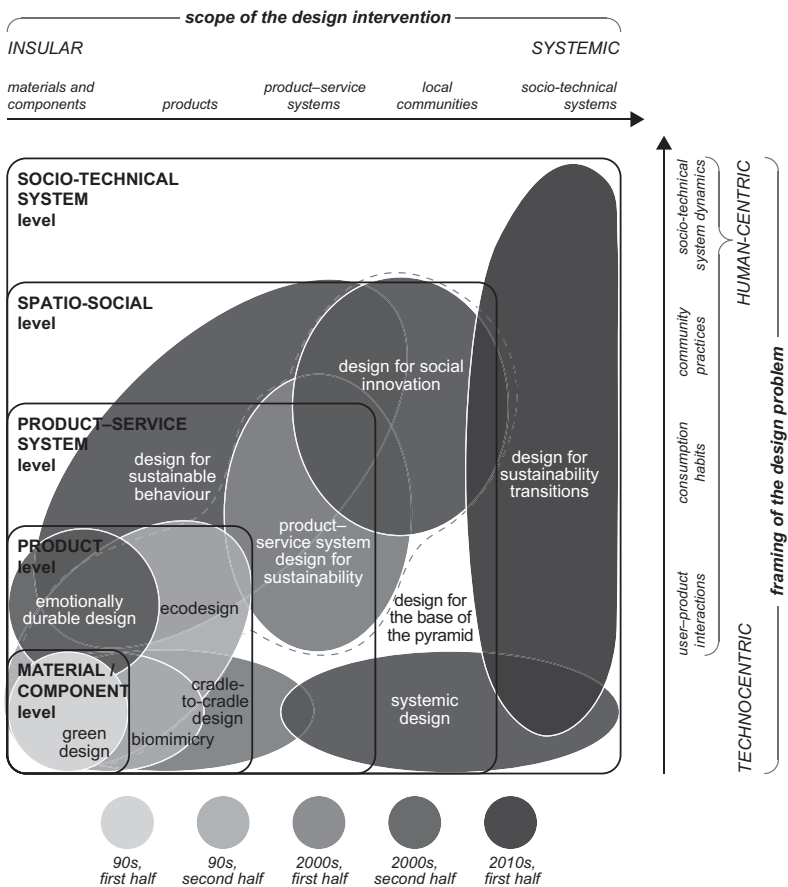 scope of the design intervention
INSULAR
SYSTEMIC
materials and
components
products
product–service
systems
local
communities
socio-technical
systems
SOCIO-TECHNICAL
SYSTEM
level
SPATIO-SOCIAL
level
design for social
innovation
PRODUCT–SERVICE
SYSTEM
level
design for
sustainable
behaviour
design for
sustainability
transitions
product–
service system
design for
sustainability
PRODUCT
level
emotionally
durable design
ecodesign
design for
the base of
the pyramid
MATERIAL /
COMPONENT
level
cradle-
to-cradle
design
green
design
biomimicry
systemic
design
socio-technical
system dynamics
community
practices
consumption
habits
user–product
interactions
HUMAN-CENTRIC
TECHNOCENTRIC
framing of the design problem
90s,
first half
90s,
second half
2000s,
first half
2000s,
second half
2010s,
first half